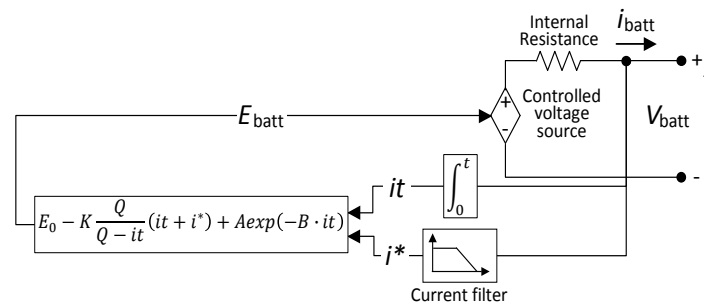 Internal
Resistance
i_batt
+
E_batt
+
-
Controlled
voltage
source
V_batt
-
it
∫_0^t
E_0 − K Q/(Q − it) (it + i*) + Aexp(−B · it)
i*
Current filter